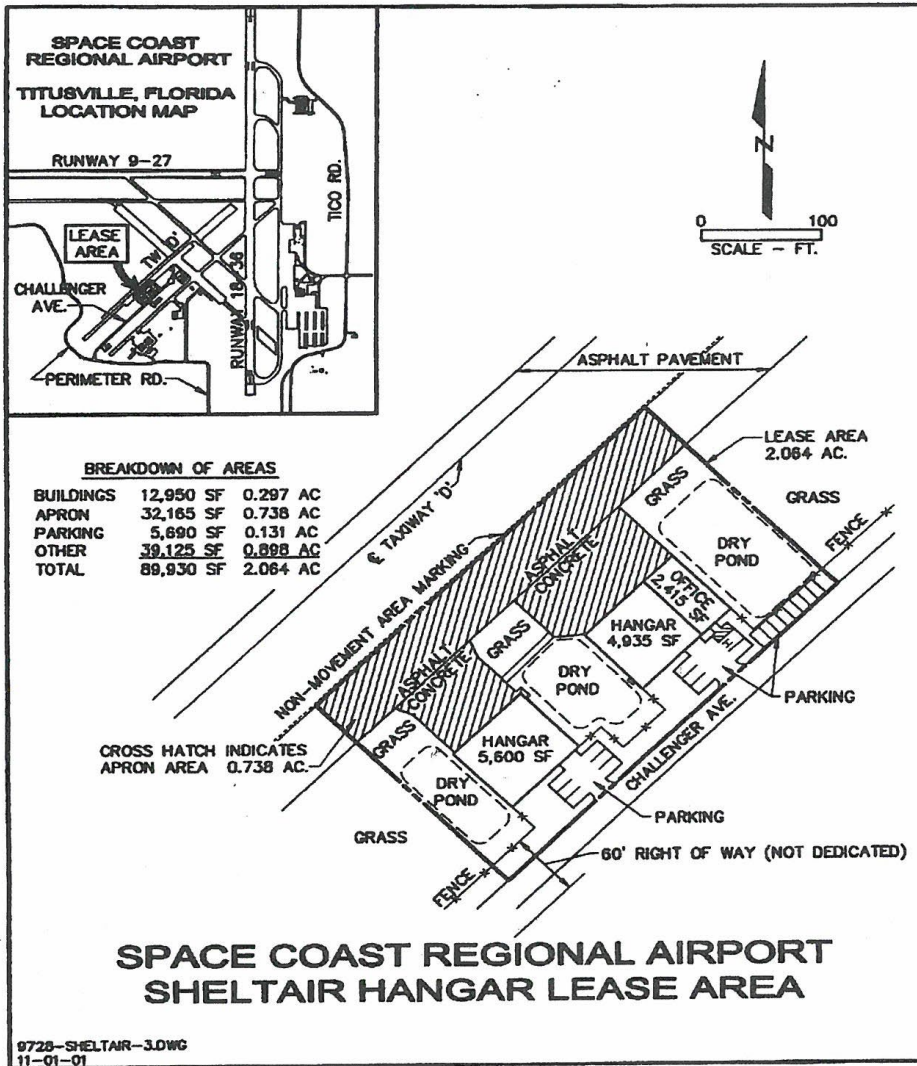 SPACE COAST
REGIONAL AIRPORT
TITUSVILLE, FLORIDA
LOCATION MAP
RUNWAY 9-27
TICO RD.
LEASE
AREA
TW 'D'
CHALLENGER
AVE.
RUNWAY 18-36
PERIMETER RD.
N
0 100
SCALE - FT.
ASPHALT PAVEMENT
LEASE AREA
2.064 AC.
GRASS
BREAKDOWN OF AREAS
BUILDINGS 12,950 SF 0.297 AC
APRON 32,165 SF 0.738 AC
PARKING 5,690 SF 0.131 AC
OTHER 39,125 SF 0.898 AC
TOTAL 89,930 SF 2.064 AC
℄ TAXIWAY 'D'
NON-MOVEMENT AREA MARKING
GRASS
DRY
POND
FENCE
ASPHALT
CONCRETE
OFFICE
2,415 SF
HANGAR
4,935 SF
GRASS
DRY
POND
PARKING
ASPHALT
CONCRETE
CHALLENGER AVE.
CROSS HATCH INDICATES
APRON AREA 0.738 AC.
GRASS
HANGAR
5,600 SF
DRY
POND
PARKING
GRASS
60' RIGHT OF WAY (NOT DEDICATED)
FENCE
SPACE COAST REGIONAL AIRPORT
SHELTAIR HANGAR LEASE AREA
9728-SHELTAIR-3.DWG
11-01-01